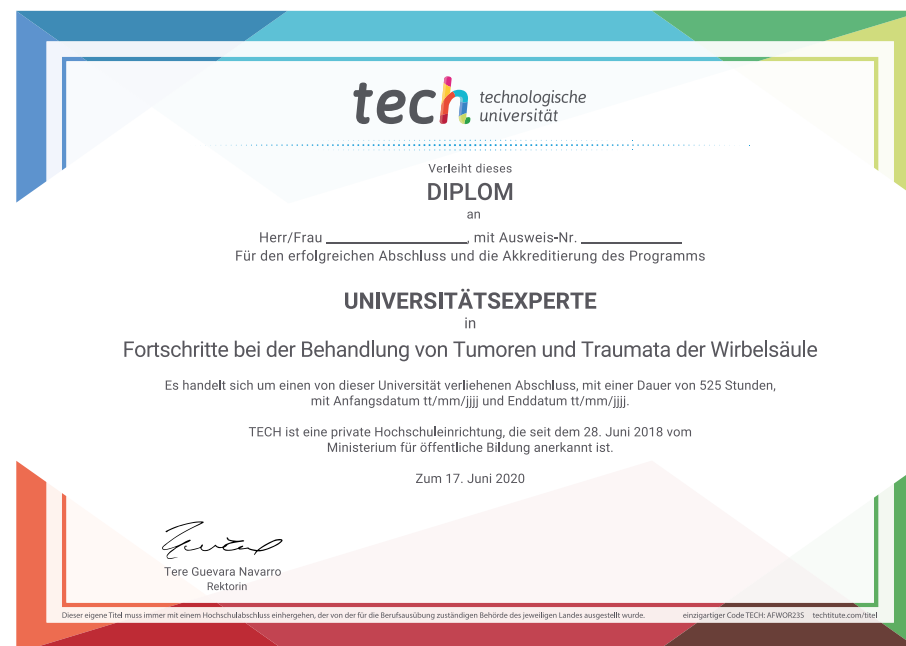 tech technologische
universität
Verleiht dieses
DIPLOM
an
Herr/Frau ____________________, mit Ausweis-Nr. ______________
Für den erfolgreichen Abschluss und die Akkreditierung des Programms
UNIVERSITÄTSEXPERTE
in
Fortschritte bei der Behandlung von Tumoren und Traumata der Wirbelsäule
Es handelt sich um einen von dieser Universität verliehenen Abschluss, mit einer Dauer von 525 Stunden,
mit Anfangsdatum tt/mm/jjjj und Enddatum tt/mm/jjjj.
TECH ist eine private Hochschuleinrichtung, die seit dem 28. Juni 2018 vom
Ministerium für öffentliche Bildung anerkannt ist.
Zum 17. Juni 2020
Tere Guevara Navarro
Rektorin
Dieser eigene Titel muss immer mit einem Hochschulabschluss einhergehen, der von der für die Berufsausübung zuständigen Behörde des jeweiligen Landes ausgestellt wurde. einzigartiger Code TECH: AFWOR23S techtitute.com/titel